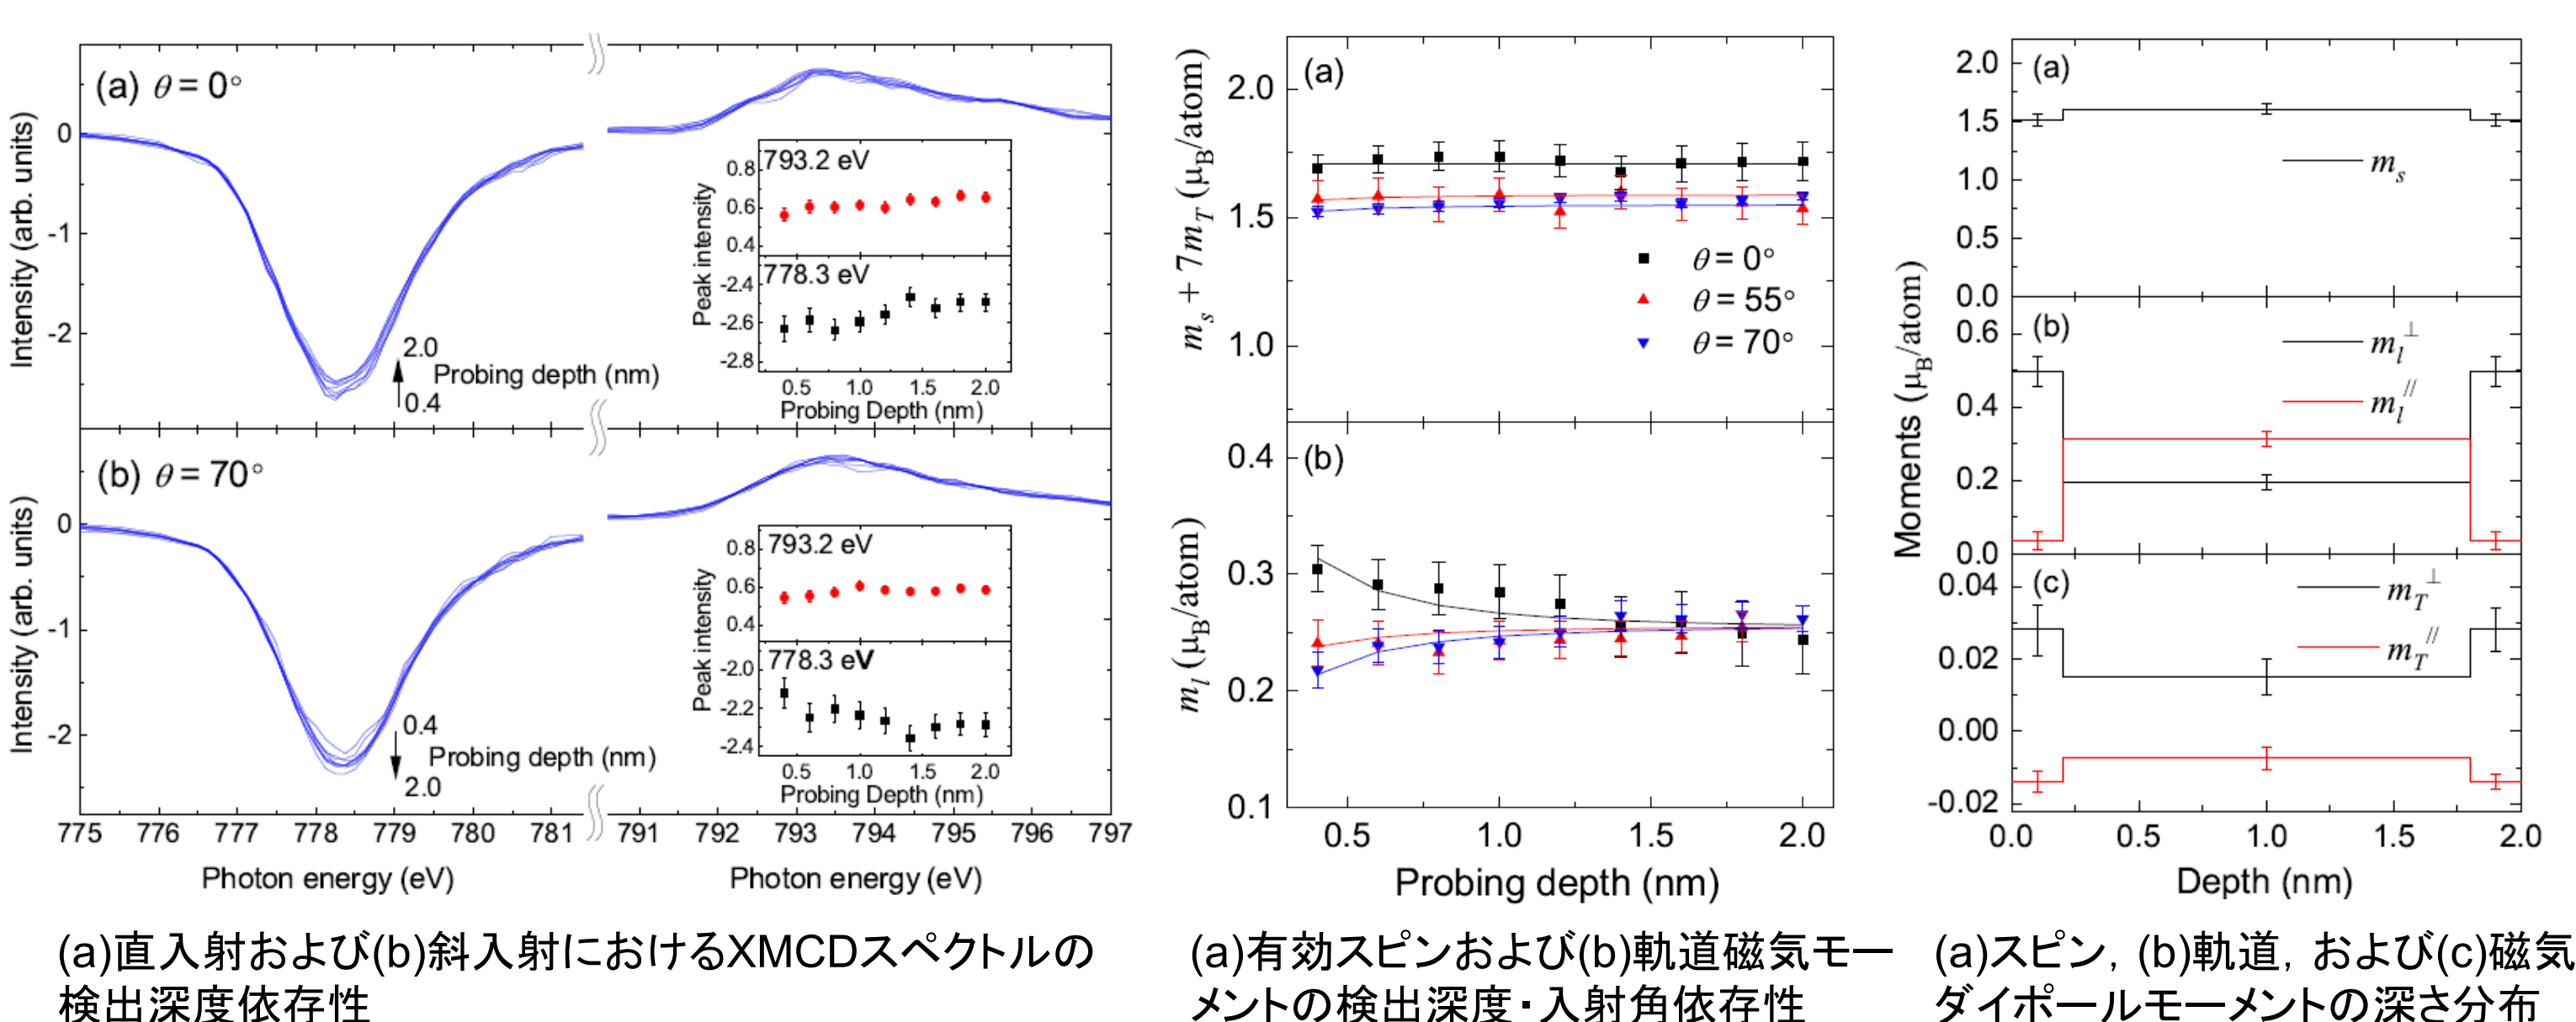 (a) θ = 0°
Intensity (arb. units)
0
-1
-2
2.0
0.4
Probing depth (nm)
793.2 eV
0.8
0.6
0.4
778.3 eV
-2.4
-2.6
-2.8
Peak intensity
0.5 1.0 1.5 2.0
Probing Depth (nm)
(b) θ = 70°
Intensity (arb. units)
0
-1
-2
0.4
2.0
Probing depth (nm)
793.2 eV
0.8
0.6
0.4
778.3 eV
-2.0
-2.2
-2.4
Peak intensity
0.5 1.0 1.5 2.0
Probing Depth (nm)
775 776 777 778 779 780 781 791 792 793 794 795 796 797
Photon energy (eV) Photon energy (eV)
(a)直入射および(b)斜入射におけるXMCDスペクトルの
検出深度依存性
(a)
m_s + 7m_T (μ_B/atom)
2.0
1.5
1.0
θ = 0°
θ = 55°
θ = 70°
(b)
m_l (μ_B/atom)
0.4
0.3
0.2
0.1
0.5 1.0 1.5 2.0
Probing depth (nm)
(a)有効スピンおよび(b)軌道磁気モー
メントの検出深度・入射角依存性
Moments (μ_B/atom)
(a)
2.0
1.5
1.0
0.5
0.0
m_s
(b)
0.6
0.4
0.2
0.0
m_l^⊥
m_l^//
(c)
0.04
0.02
0.00
-0.02
m_T^⊥
m_T^//
0.0 0.5 1.0 1.5 2.0
Depth (nm)
(a)スピン, (b)軌道, および(c)磁気
ダイポールモーメントの深さ分布